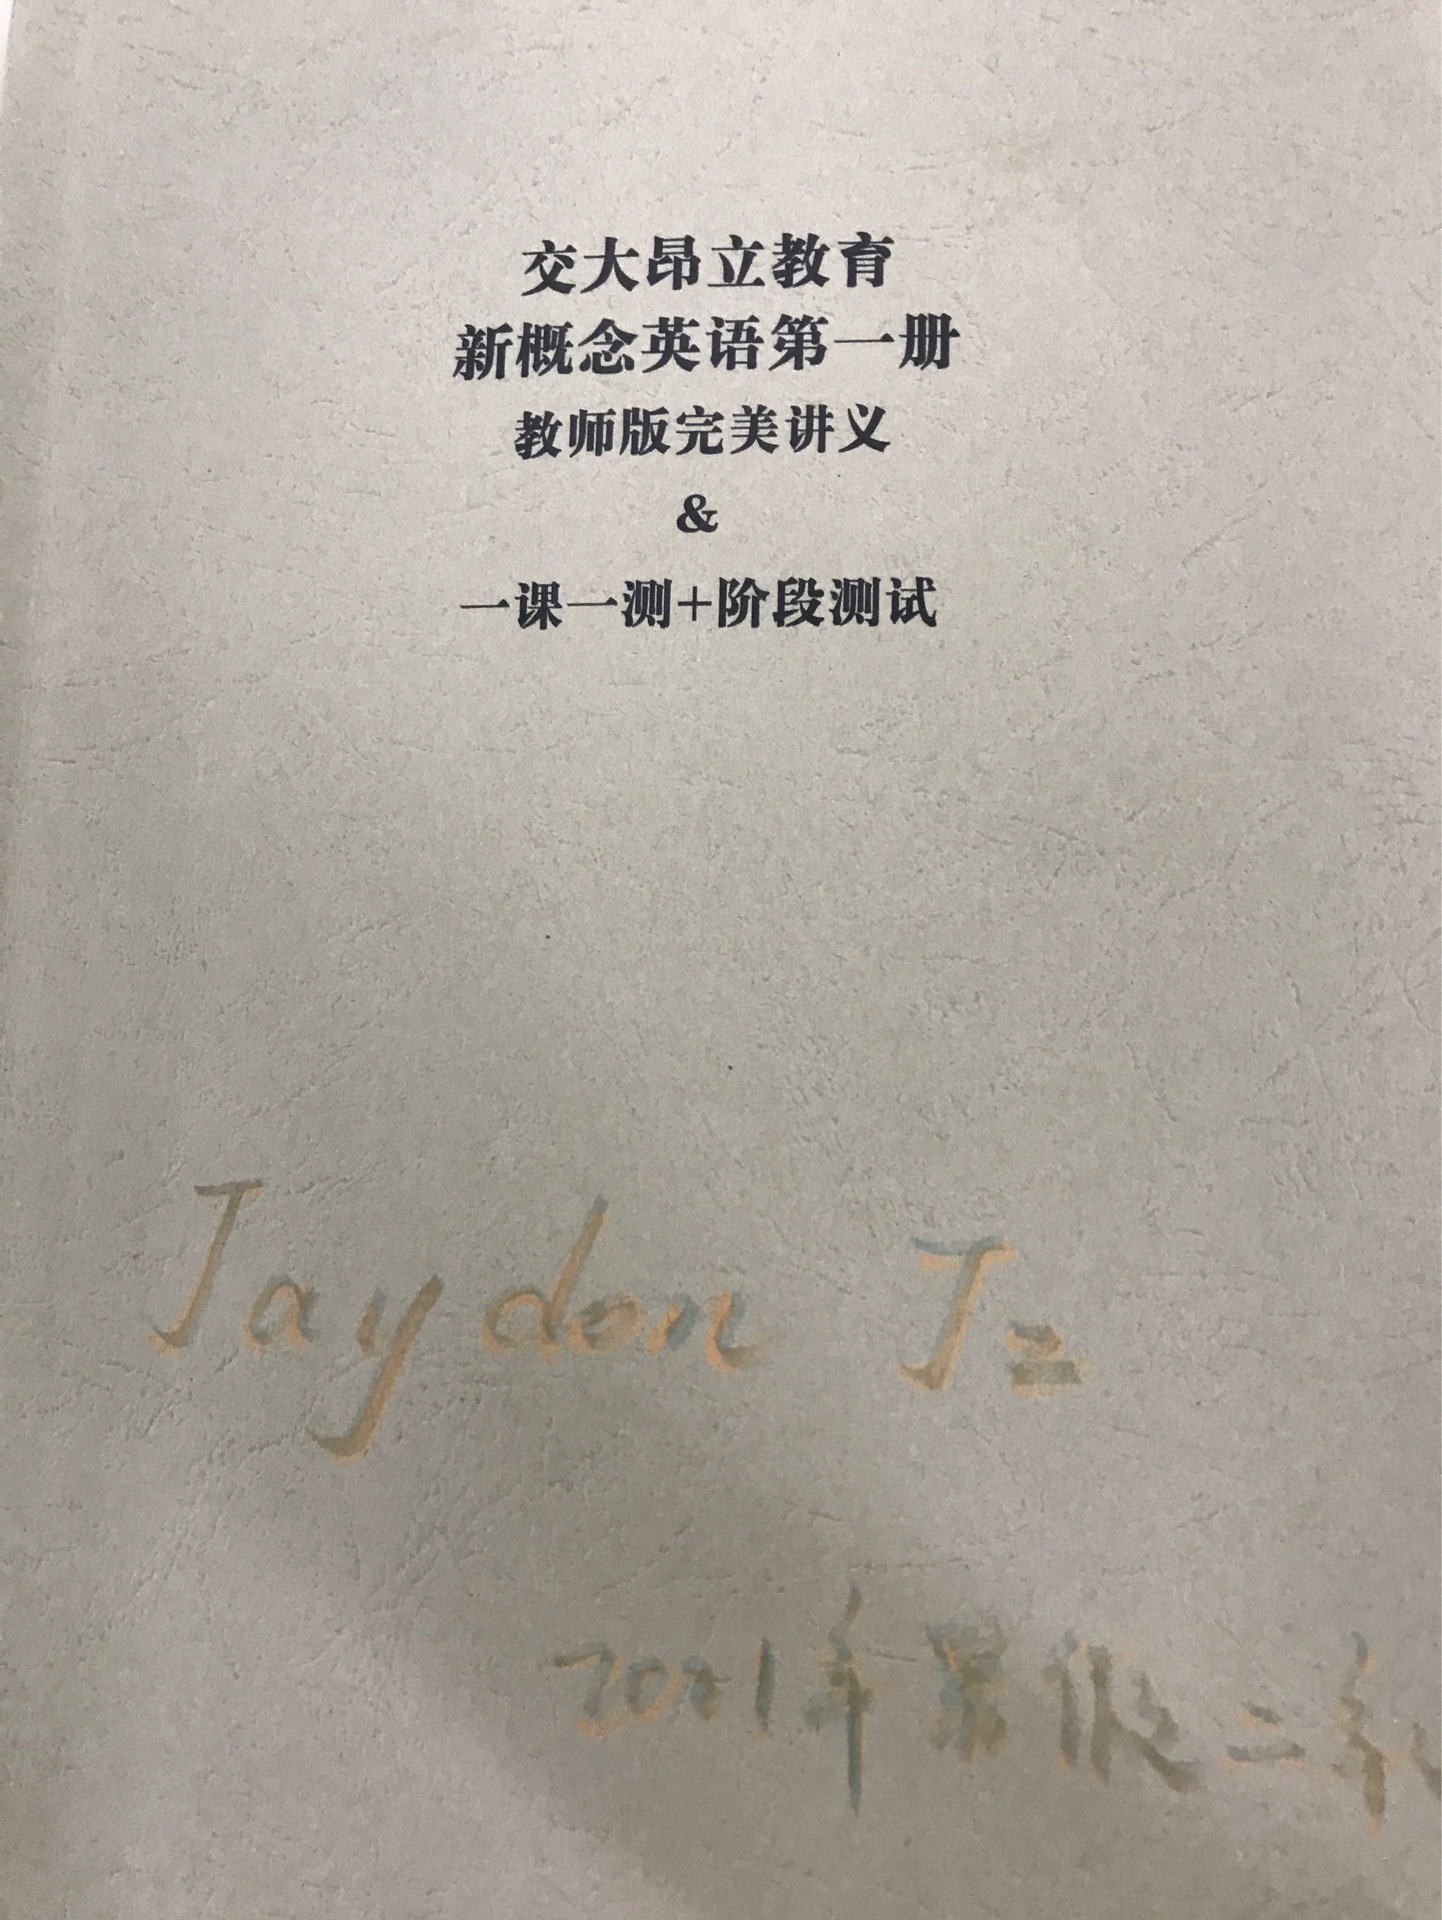 交大昂立教育
新概念英语第一册
教师版完美讲义
&
一课一测+阶段测试
Jaydon J2
2021年暑假二